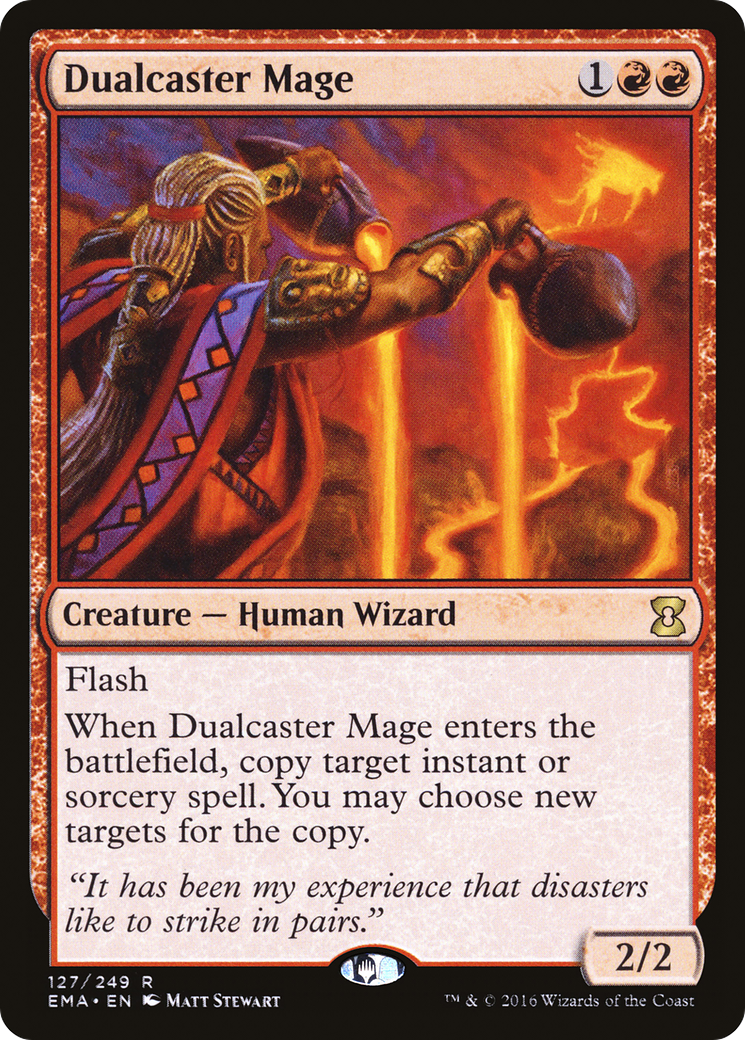 Dualcaster Mage 1
Creature — Human Wizard
Flash
When Dualcaster Mage enters the
battlefield, copy target instant or
sorcery spell. You may choose new
targets for the copy.
“It has been my experience that disasters
like to strike in pairs.”
2/2
127/249 R
EMA • EN Matt Stewart
™ & © 2016 Wizards of the Coast